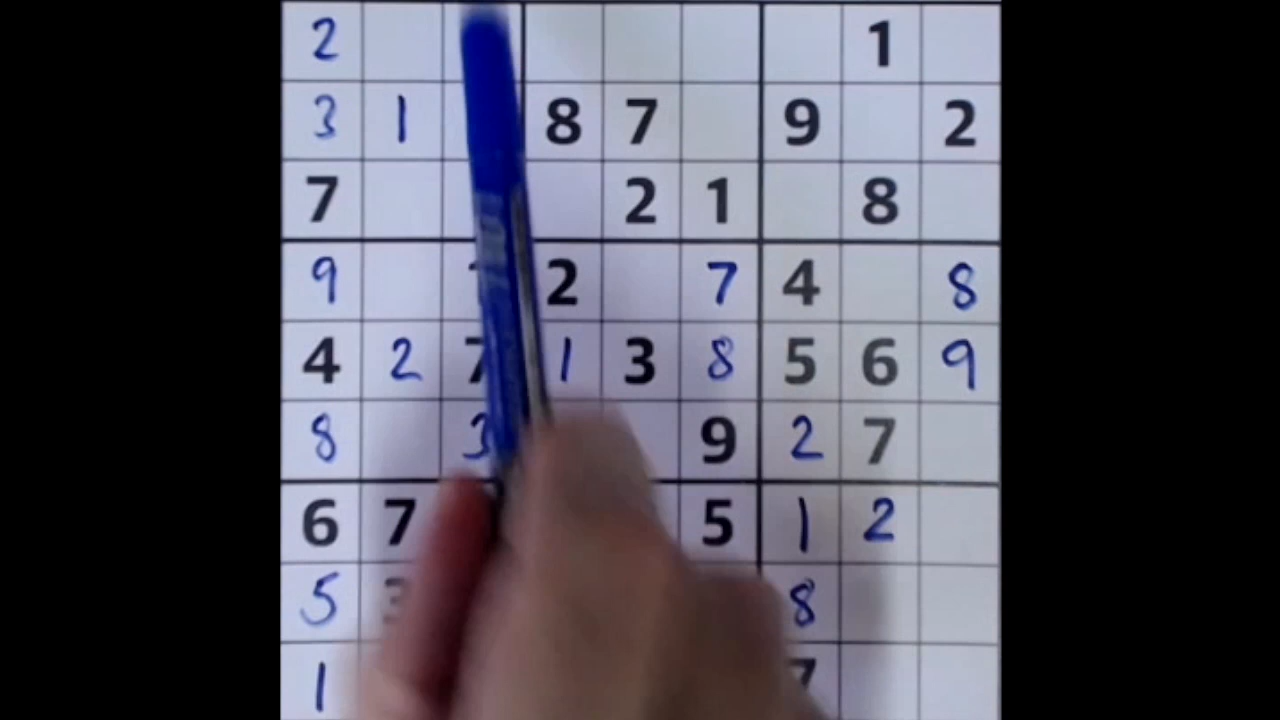 2 1
3 1 8 7 9 2
7 2 1 8
9 2 7 4 8
4 2 7 1 3 8 5 6 9
8 3 9 2 7
6 7 5 1 2
5 3 8
1 7